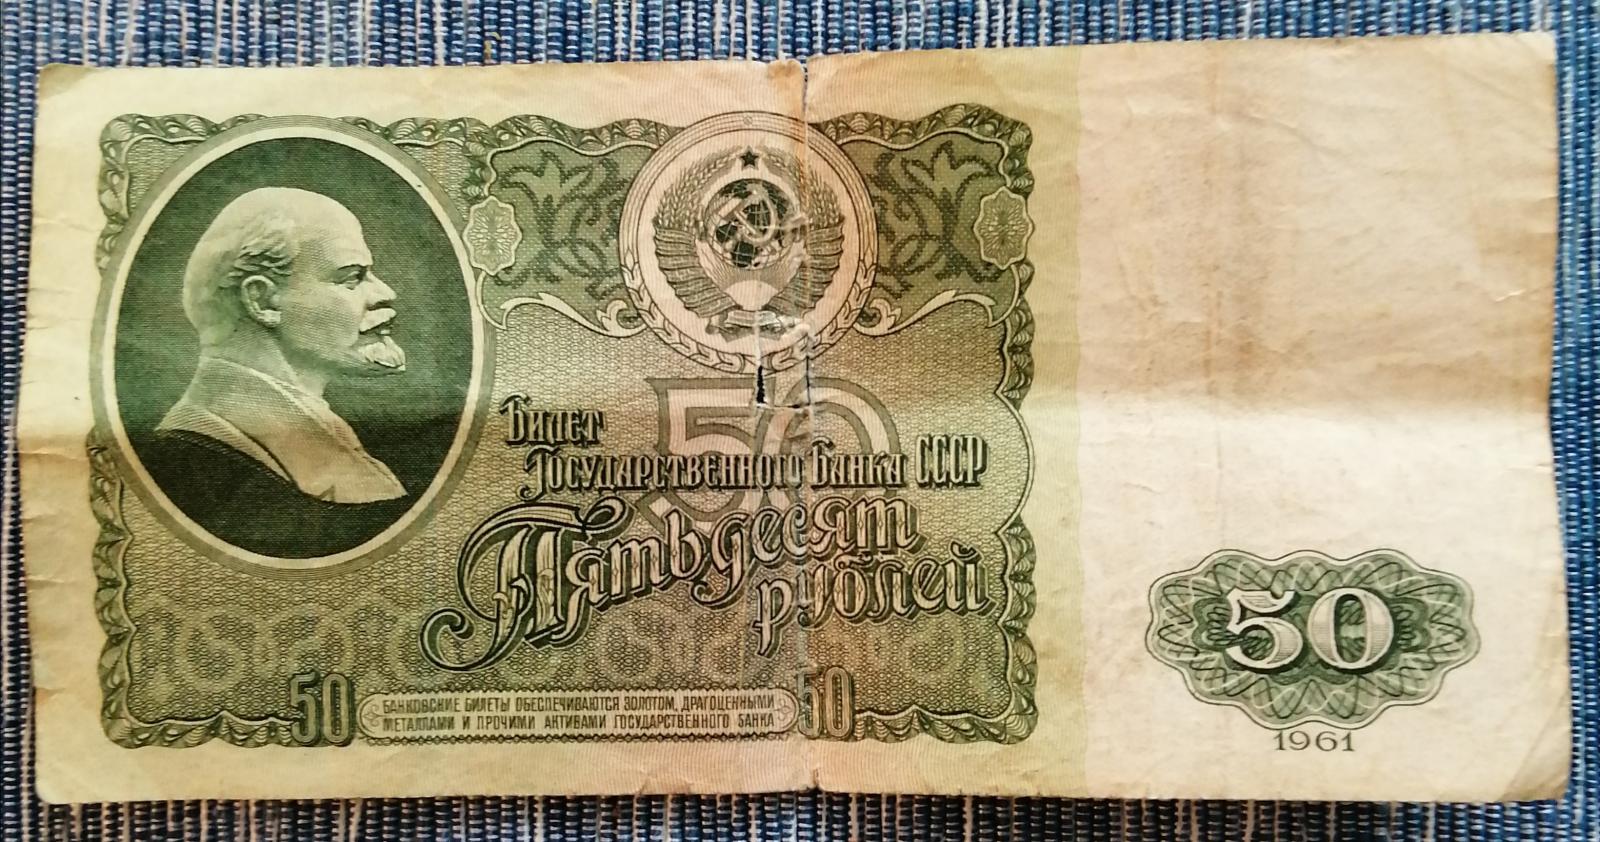 50
Билет
Государственного Банка СССР
Пятьдесят
рублей
50
БАНКОВСКИЕ БИЛЕТЫ ОБЕСПЕЧИВАЮТСЯ ЗОЛОТОМ, ДРАГОЦЕННЫМИ
МЕТАЛЛАМИ И ПРОЧИМИ АКТИВАМИ ГОСУДАРСТВЕННОГО БАНКА
50
50
1961